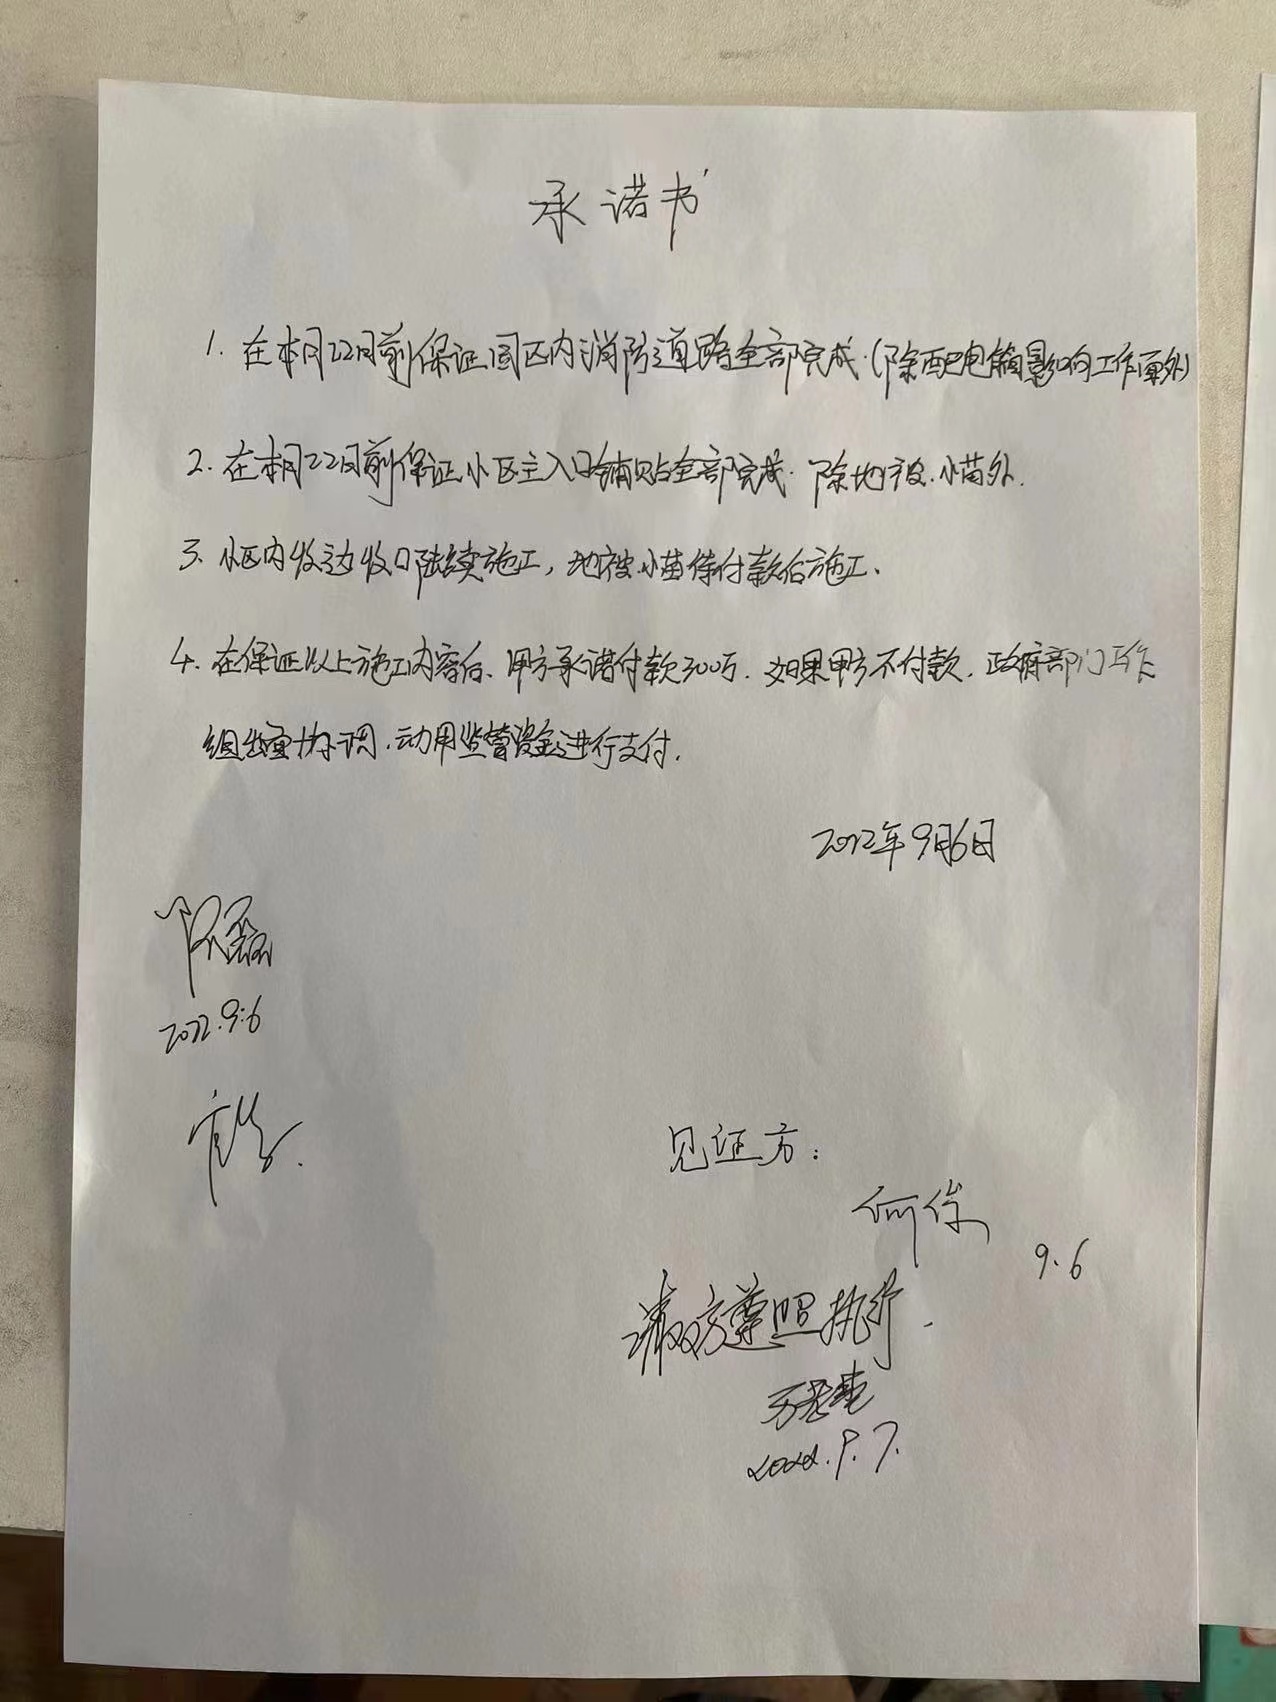 承诺书
1. 在本月22日前保证园区内消防道路全部完成.(除配电箱影响工作面外)
2. 在本月22日前保证小区主入口铺贴全部完成. 除地被.小苗外.
3. 小区内收边收口陆续施工, 地被小苗待付款后施工.
4. 在保证以上施工内容后、甲方承诺付款300万. 如果甲方不付款. 政府部门工作
组出面协调.动用监管资金进行支付.
2022年9月6日
2022.9.6
见证方:
何俊
9.6
请双方遵照执行.
2022.9.7.